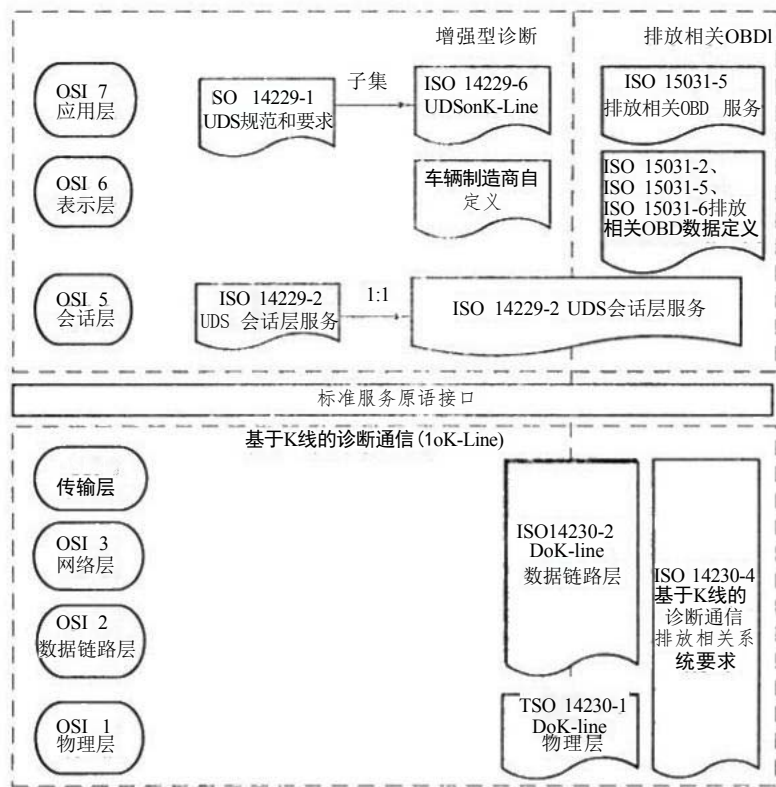 增强型诊断
排放相关OBDl
OSI 7
应用层
SO 14229-1
UDS规范和要求
子集
ISO 14229-6
UDSonK-Line
ISO 15031-5
排放相关OBD 服务
OSI 6
表示层
车辆制造商自
定义
ISO 15031-2、
ISO 15031-5、
ISO 15031-6排放
相关OBD数据定义
OSI 5
会话层
ISO 14229-2
UDS 会话层服务
1:1
ISO 14229-2 UDS会话层服务
标准服务原语接口
基于K线的诊断通信(1oK-Line)
传输层
OSI 3
网络层
OSI 2
数据链路层
OSI 1
物理层
ISO14230-2
DoK-line
数据链路层
TSO 14230-1
DoK-line
物理层
ISO 14230-4
基于K线的
诊断通信
排放相关系
统要求